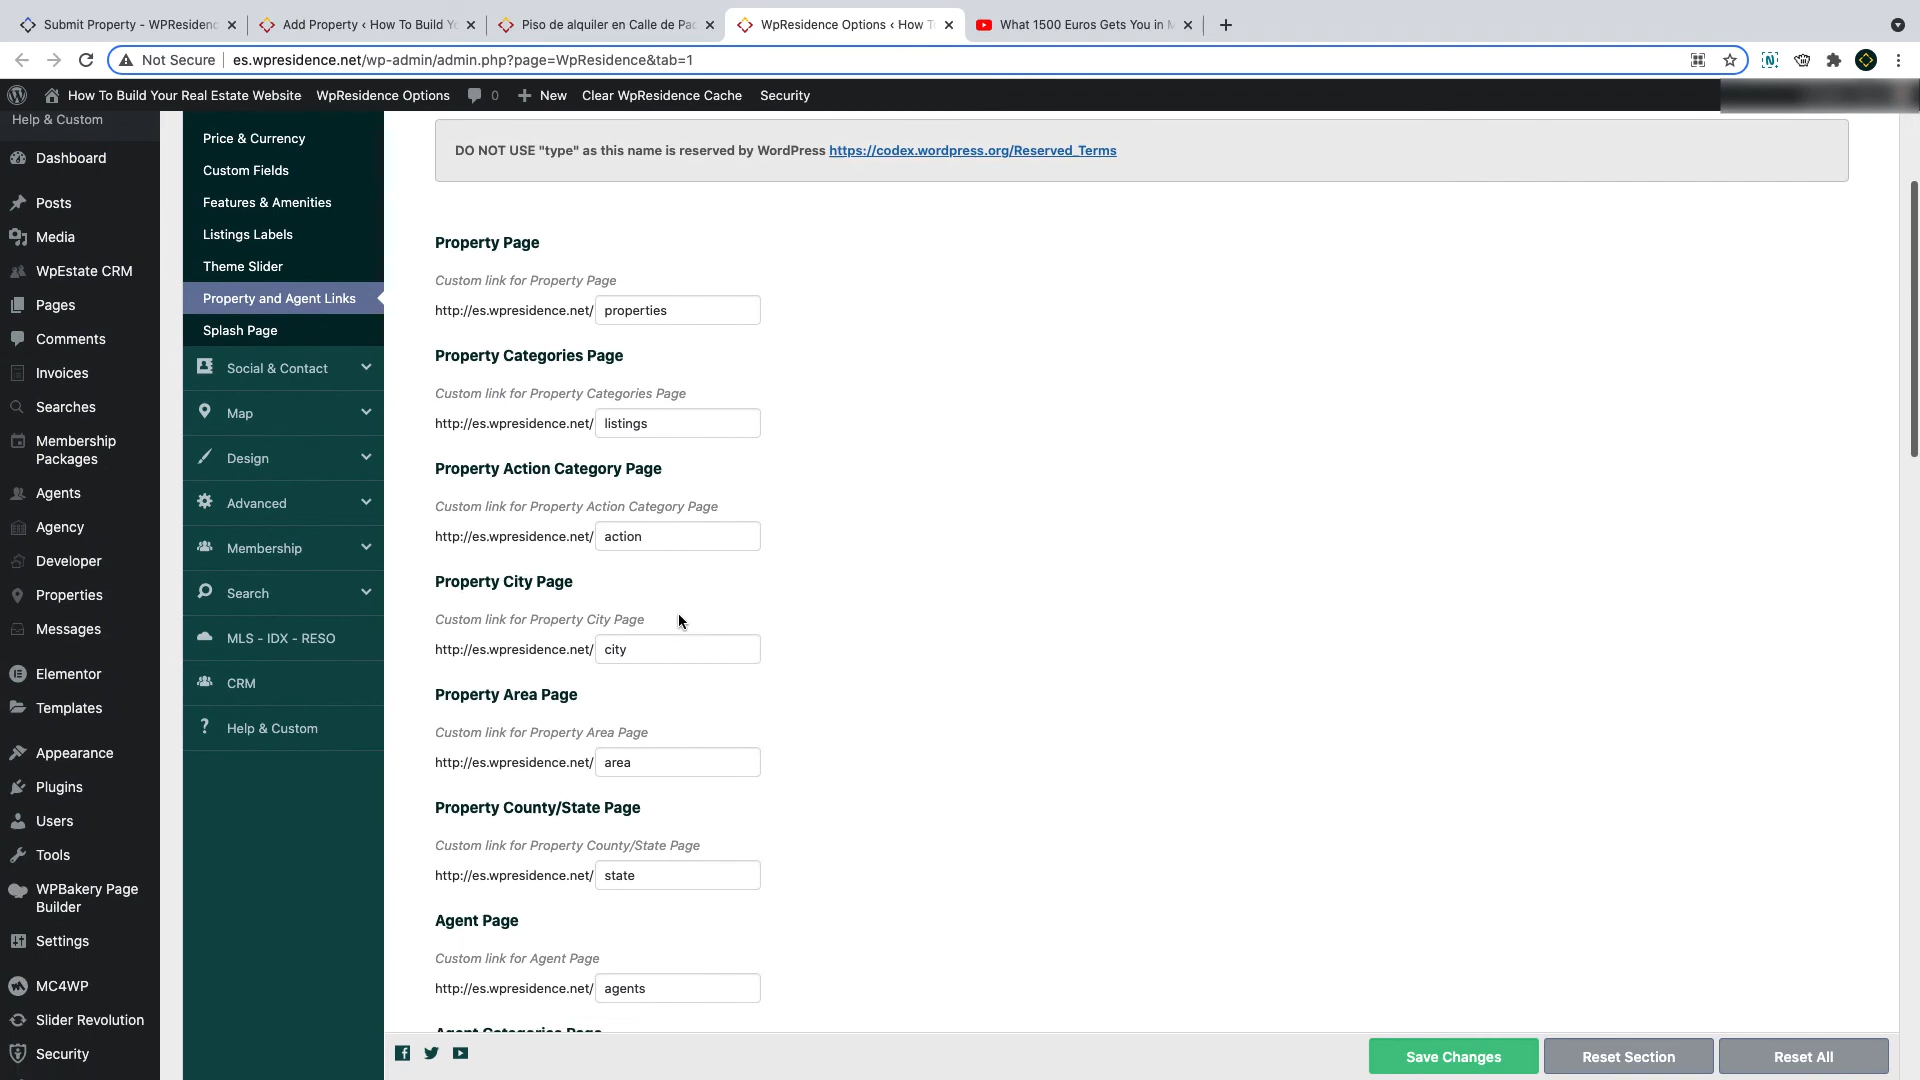 Submit Property - WPResidenc
Add Property ‹ How To Build Yo
Piso de alquiler en Calle de Pac
WpResidence Options ‹ How T
What 1500 Euros Gets You in M
Not Secure
es.wpresidence.net/wp-admin/admin.php?page=WpResidence&tab=1
How To Build Your Real Estate Website
WpResidence Options
0
New
Clear WpResidence Cache
Security
Help & Custom
Dashboard
Posts
Media
WpEstate CRM
Pages
Comments
Invoices
Searches
Membership
Packages
Agents
Agency
Developer
Properties
Messages
Elementor
Templates
Appearance
Plugins
Users
Tools
WPBakery Page
Builder
Settings
MC4WP
Slider Revolution
Security
Price & Currency
Custom Fields
Features & Amenities
Listings Labels
Theme Slider
Property and Agent Links
Splash Page
Social & Contact
Map
Design
Advanced
Membership
Search
MLS - IDX - RESO
CRM
Help & Custom
DO NOT USE "type" as this name is reserved by WordPress https://codex.wordpress.org/Reserved_Terms
Property Page
Custom link for Property Page
http://es.wpresidence.net/ properties
Property Categories Page
Custom link for Property Categories Page
http://es.wpresidence.net/ listings
Property Action Category Page
Custom link for Property Action Category Page
http://es.wpresidence.net/ action
Property City Page
Custom link for Property City Page
http://es.wpresidence.net/ city
Property Area Page
Custom link for Property Area Page
http://es.wpresidence.net/ area
Property County/State Page
Custom link for Property County/State Page
http://es.wpresidence.net/ state
Agent Page
Custom link for Agent Page
http://es.wpresidence.net/ agents
Agent Categories Page
Save Changes
Reset Section
Reset All